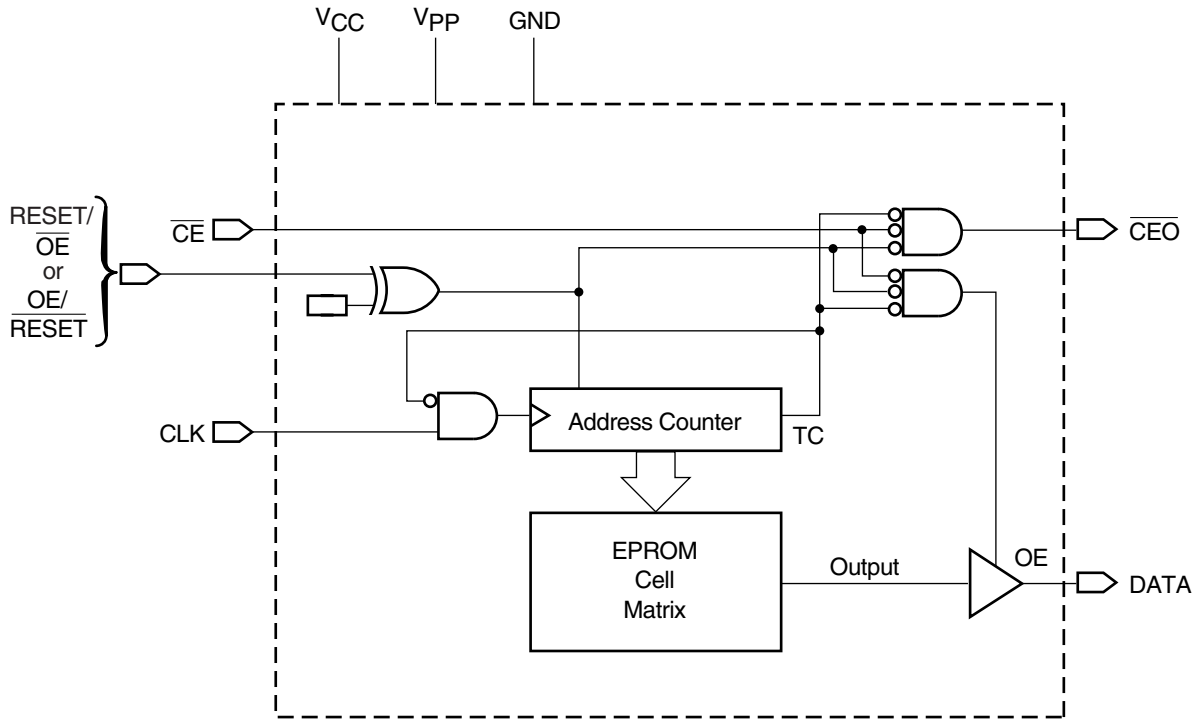 VCC
VPP
GND
RESET/
OE
or
OE/
RESET
CE
CEO
CLK
Address Counter
TC
EPROM
Cell
Matrix
Output
OE
DATA